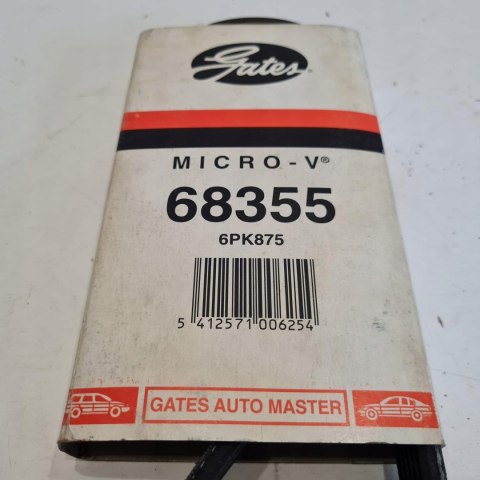 Gates®
MICRO-V®
68355
6PK875
5 412571 006254
GATES AUTO MASTER